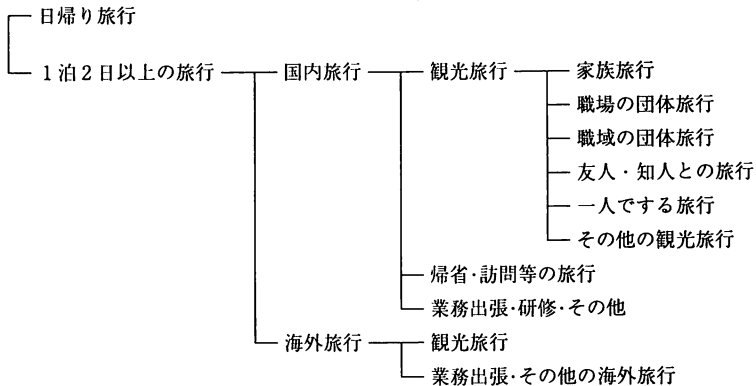 日帰り旅行
1泊2日以上の旅行 国内旅行 観光旅行 家族旅行
職場の団体旅行
職域の団体旅行
友人・知人との旅行
一人でする旅行
その他の観光旅行
帰省・訪問等の旅行
業務出張・研修・その他
海外旅行 観光旅行
業務出張・その他の海外旅行